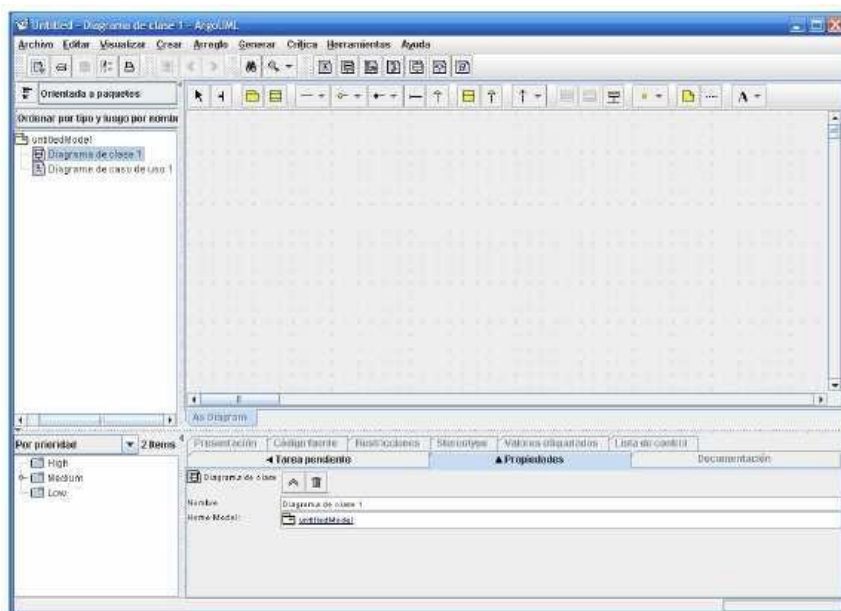 Untitled - Diagrama de clase 1 - ArgoUML
Archivo Editar Visualizar Crear Arreglo Generar Crítica Herramientas Ayuda
Orientada a paquetes
Ordenar por tipo y luego por nombr
untitledModel
Diagrama de clase 1
Diagrama de caso de uso 1
A
As Diagram
Por prioridad 2 Items
High
Medium
Low
Presentación Código fuente Restricciones Stereotype Valores etiquetados Lista de control
Tarea pendiente Propiedades Documentación
Diagrama de clase
Nombre: Diagrama de clase 1
Home Model: untitledModel